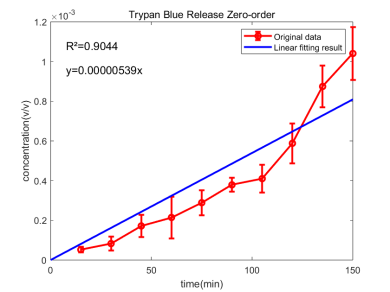 Trypan Blue Release Zero-order
×10⁻³
1.2
R²=0.9044
y=0.00000539x
Original data
Linear fitting result
1
0.8
0.6
0.4
0.2
0
concentration(v/v)
0 50 100 150
time(min)